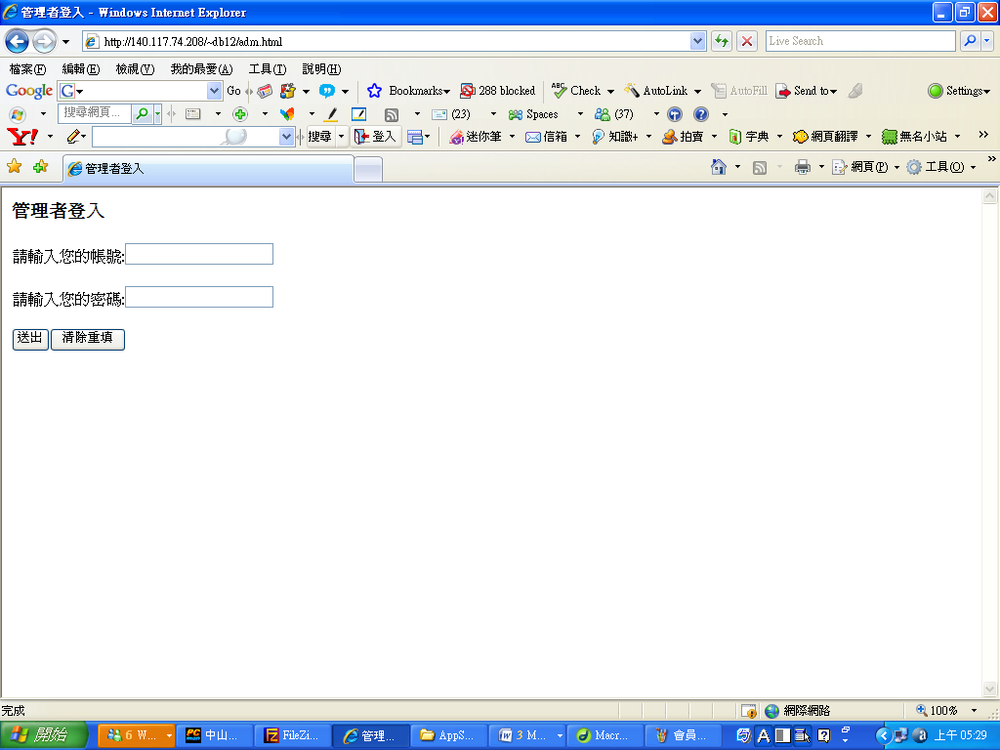 管理者登入 - Windows Internet Explorer
http://140.117.74.208/~db12/adm.html
Live Search
檔案(F) 編輯(E) 檢視(V) 我的最愛(A) 工具(T) 說明(H)
Google G Go Bookmarks 288 blocked Check AutoLink AutoFill Send to Settings
搜尋網頁... (23) Spaces (37)
Y! 搜尋 登入 迷你筆 信箱 知識+ 拍賣 字典 網頁翻譯 無名小站
管理者登入 網頁(P) 工具(O)
管理者登入
請輸入您的帳號:
請輸入您的密碼:
送出 清除重填
完成 網際網路 100%
開始 6 W... 中山... FileZi... 管理... AppS... 3 M... Macr... 會員... A 上午 05:29